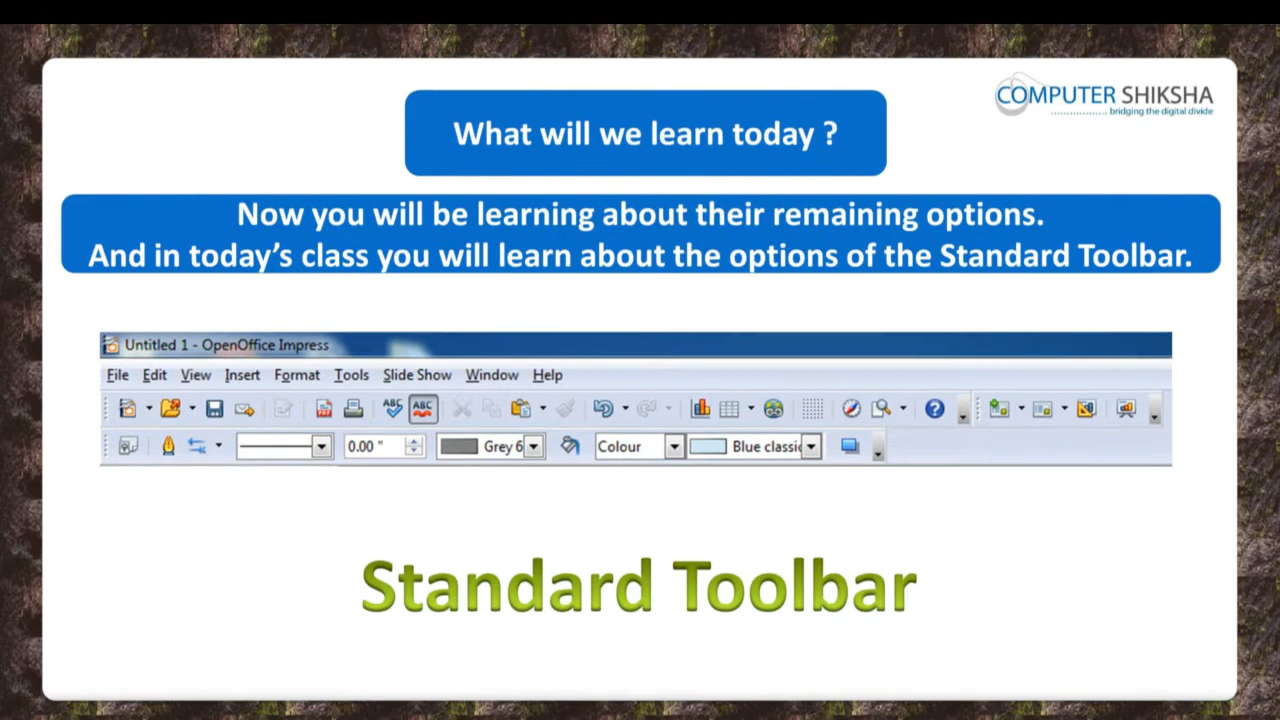 COMPUTER SHIKSHA
bridging the digital divide
What will we learn today ?
Now you will be learning about their remaining options.
And in today's class you will learn about the options of the Standard Toolbar.
Untitled 1 - OpenOffice Impress
File Edit View Insert Format Tools Slide Show Window Help
ABC ABC
0.00 " Grey 6 Colour Blue classic
Standard Toolbar